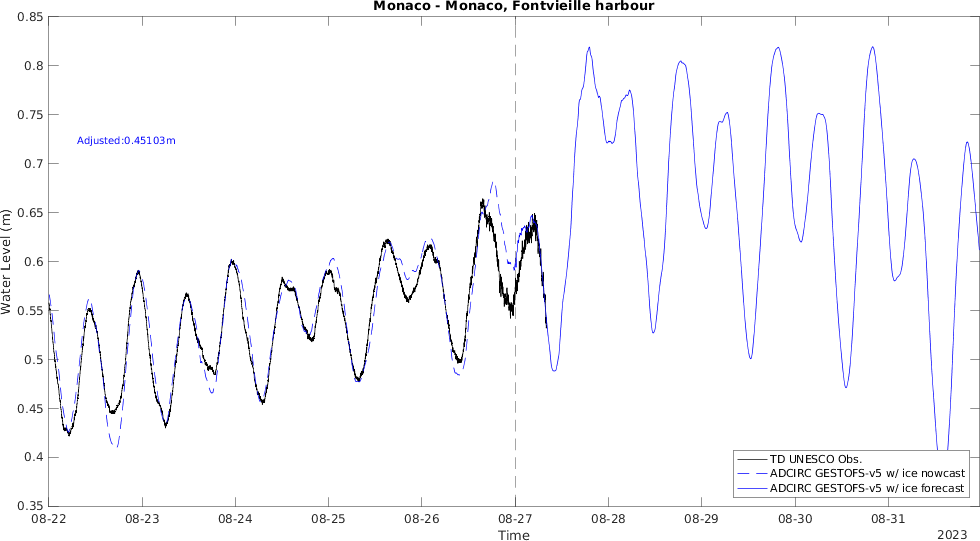 Monaco - Monaco, Fontvieille harbour
0.85
0.8
0.75
0.7
0.65
0.6
0.55
0.5
0.45
0.4
0.35
Water Level (m)
Adjusted:0.45103m
TD UNESCO Obs.
ADCIRC GESTOFS-v5 w/ ice nowcast
ADCIRC GESTOFS-v5 w/ ice forecast
08-22 08-23 08-24 08-25 08-26 08-27 08-28 08-29 08-30 08-31
Time
2023